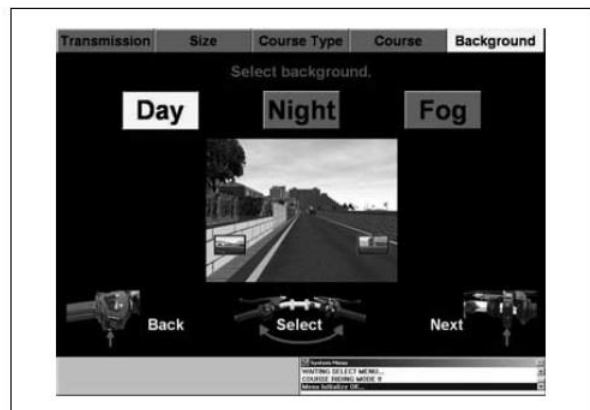 Transmission Size Course Type Course Background
Select background.
Day Night Fog
Back Select Next
System Menu
WAITING SELECT MENU...
COURSE RIDING MODE 0
Menu Initialize OK...